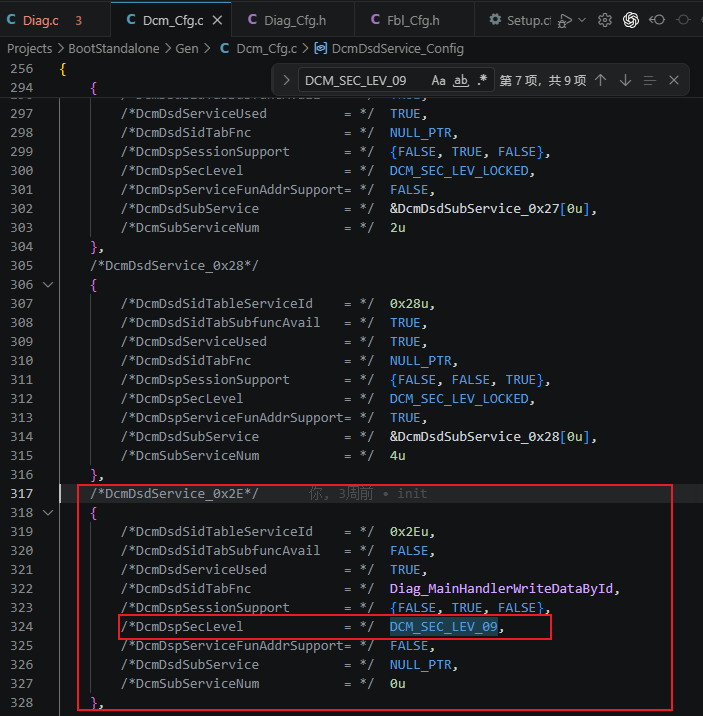 Diag.c 3 Dcm_Cfg.c Diag_Cfg.h Fbl_Cfg.h
Projects > BootStandalone > Gen > C Dcm_Cfg.c > DcmDsdService_Config
DCM_SEC_LEV_09 Aa ab .* 第 7 项，共 9 项
256 {
294 {
297 /*DcmDsdServiceUsed = */ TRUE,
298 /*DcmDsdSidTabFnc = */ NULL_PTR,
299 /*DcmDspSessionSupport = */ {FALSE, TRUE, FALSE},
300 /*DcmDspSecLevel = */ DCM_SEC_LEV_LOCKED,
301 /*DcmDspServiceFunAddrSupport= */ FALSE,
302 /*DcmDsdSubService = */ &DcmDsdSubService_0x27[0u],
303 /*DcmSubServiceNum = */ 2u
304 },
305 /*DcmDsdService_0x28*/
306 {
307 /*DcmDsdSidTableServiceId = */ 0x28u,
308 /*DcmDsdSidTabSubfuncAvail = */ TRUE,
309 /*DcmDsdServiceUsed = */ TRUE,
310 /*DcmDsdSidTabFnc = */ NULL_PTR,
311 /*DcmDspSessionSupport = */ {FALSE, FALSE, TRUE},
312 /*DcmDspSecLevel = */ DCM_SEC_LEV_LOCKED,
313 /*DcmDspServiceFunAddrSupport= */ TRUE,
314 /*DcmDsdSubService = */ &DcmDsdSubService_0x28[0u],
315 /*DcmSubServiceNum = */ 4u
316 },
317 /*DcmDsdService_0x2E*/ 你, 3周前 • init
318 {
319 /*DcmDsdSidTableServiceId = */ 0x2Eu,
320 /*DcmDsdSidTabSubfuncAvail = */ FALSE,
321 /*DcmDsdServiceUsed = */ TRUE,
322 /*DcmDsdSidTabFnc = */ Diag_MainHandlerWriteDataById,
323 /*DcmDspSessionSupport = */ {FALSE, TRUE, FALSE},
324 /*DcmDspSecLevel = */ DCM_SEC_LEV_09,
325 /*DcmDspServiceFunAddrSupport= */ FALSE,
326 /*DcmDsdSubService = */ NULL_PTR,
327 /*DcmSubServiceNum = */ 0u
328 },